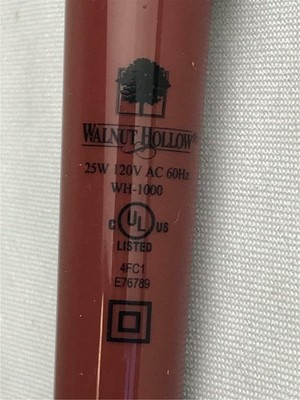 WALNUT HOLLOW®
25W 120V AC 60Hz
WH-1000
C UL US
LISTED
4FC1
E76789